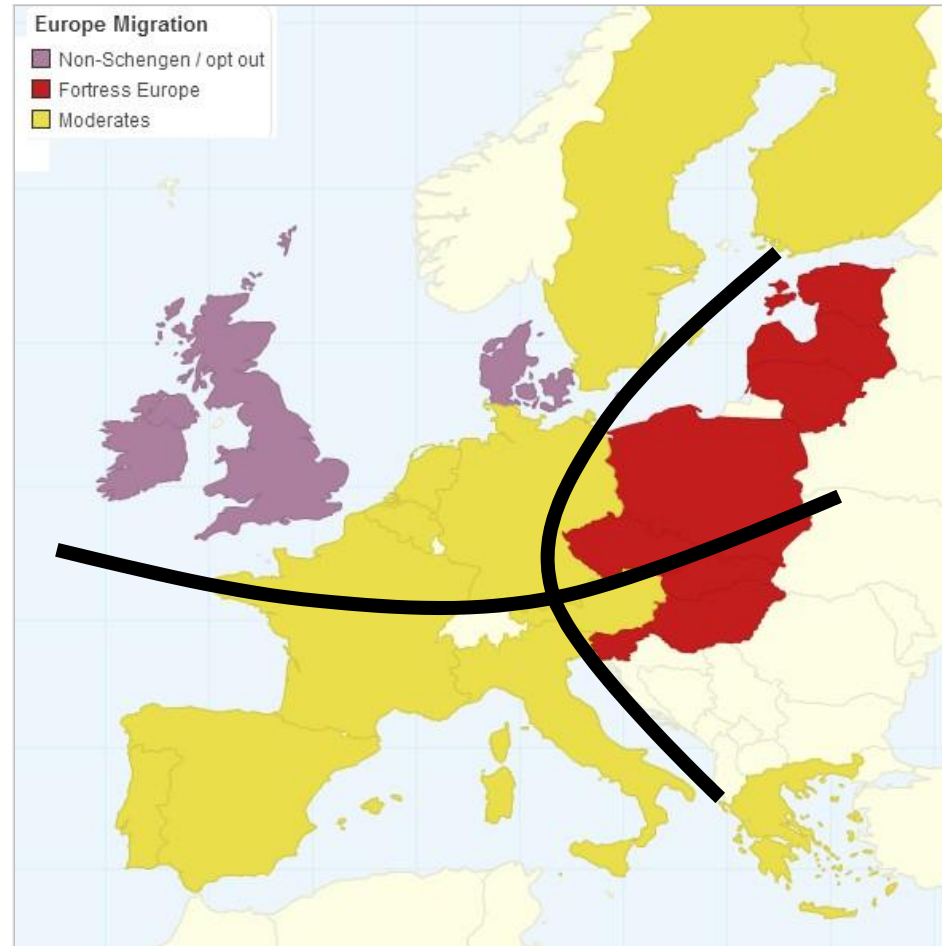 Europe Migration
Non-Schengen / opt out
Fortress Europe
Moderates